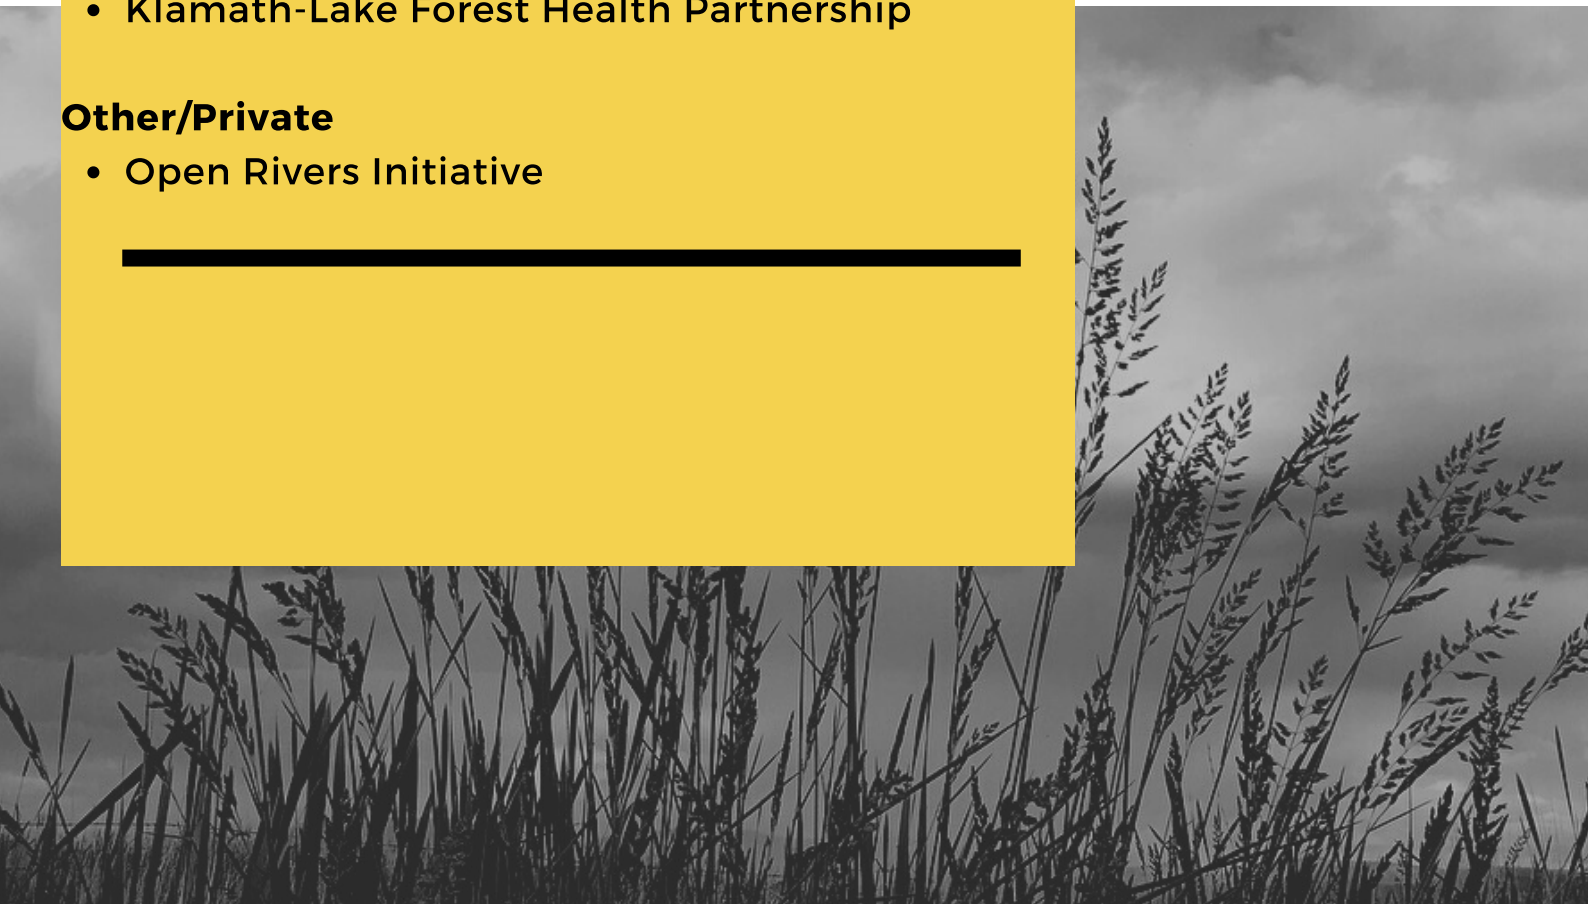 • Klamath-Lake Forest Health Partnership
Other/Private
• Open Rivers Initiative